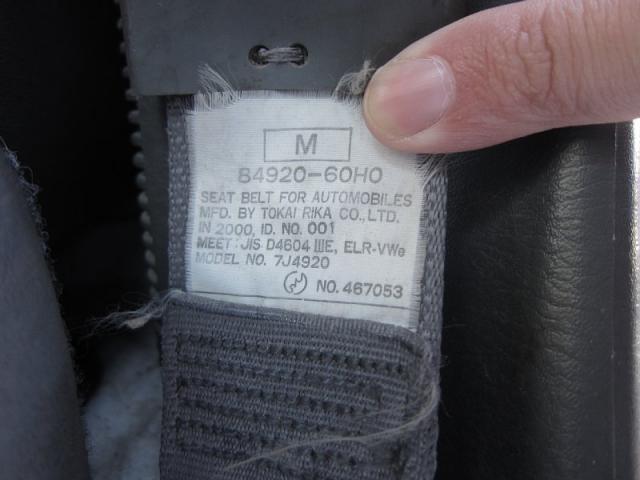 M
84920-60H0
SEAT BELT FOR AUTOMOBILES
MFD. BY TOKAI RIKA CO., LTD.
IN 2000, ID. NO. 001
MEET: JIS D4604 IIIE, ELR-VWe
MODEL NO. 7J4920
NO. 467053